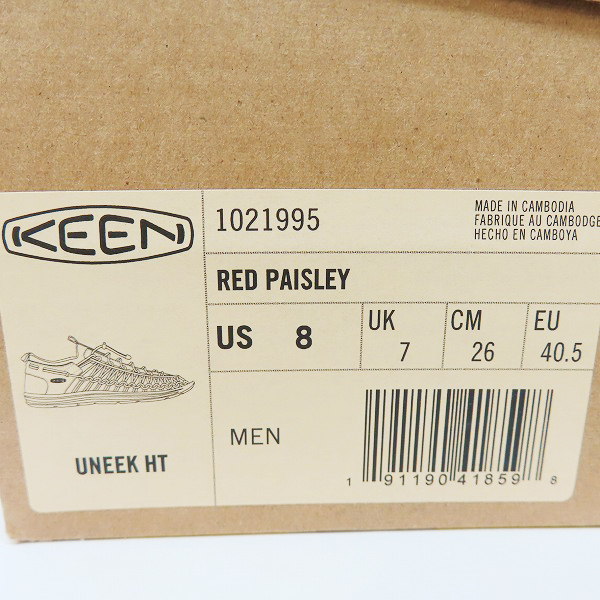 KEEN
1021995
MADE IN CAMBODIA
FABRIQUE AU CAMBODGE
HECHO EN CAMBOYA
RED PAISLEY
US 8
UK 7
CM 26
EU 40.5
UNEEK HT
MEN
1 91190 41859 8